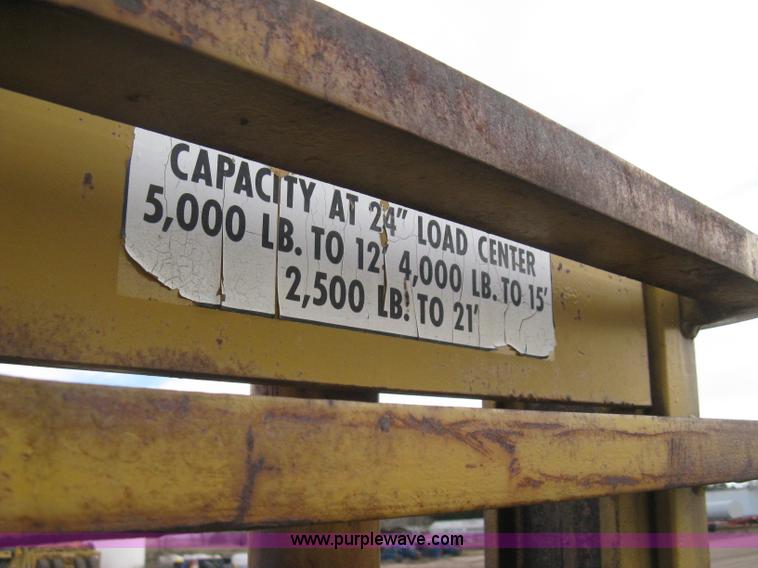 CAPACITY AT 24" LOAD CENTER
5,000 LB. TO 12' 4,000 LB. TO 15'
2,500 LB. TO 21'
www.purplewave.com